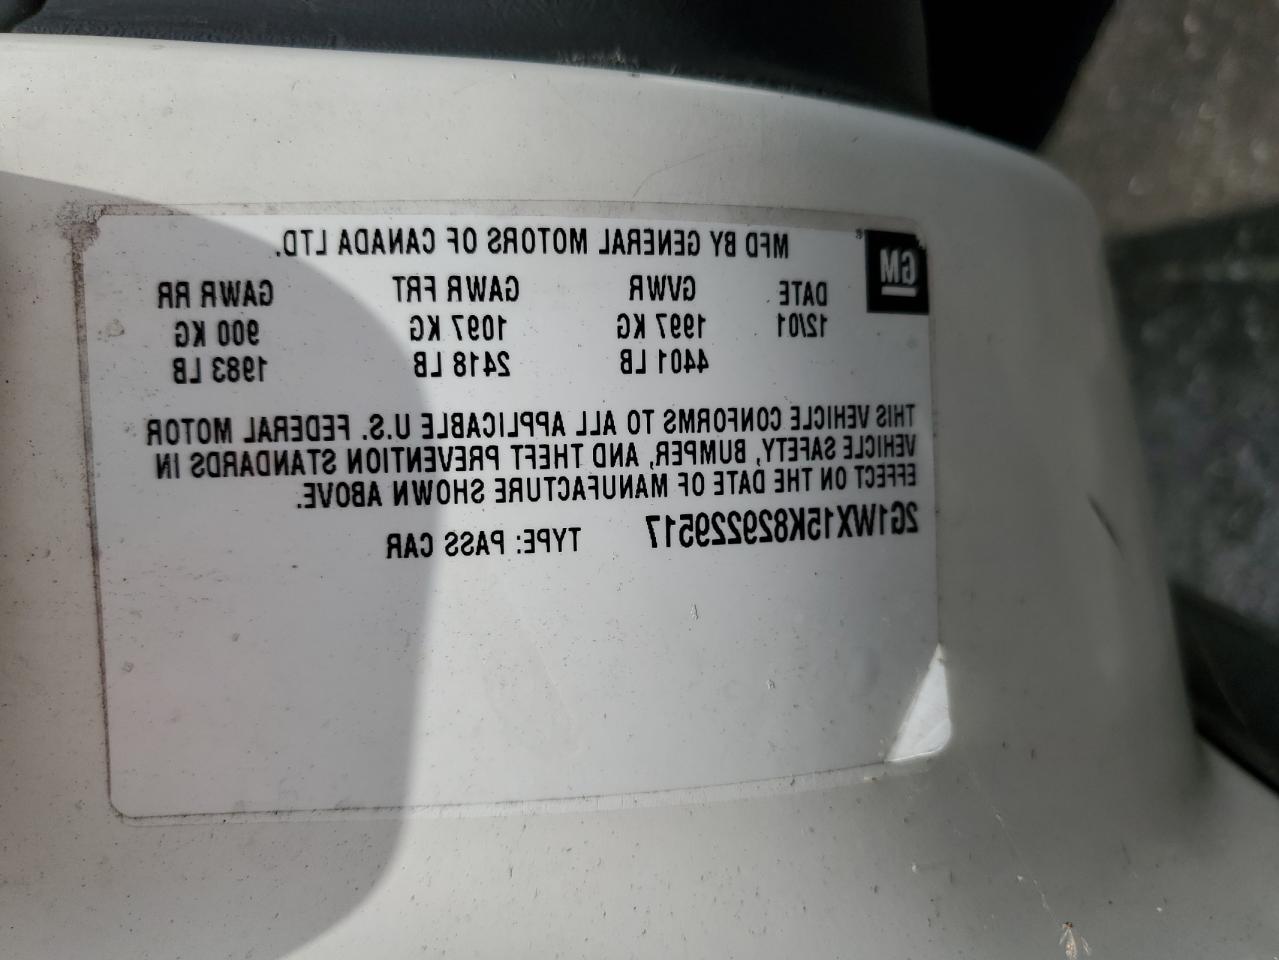 GM
MFD BY GENERAL MOTORS OF CANADA LTD.
DATE GVWR GAWR FRT GAWR RR
12/01 1997 KG 1097 KG 900 KG
4401 LB 2418 LB 1983 LB
THIS VEHICLE CONFORMS TO ALL APPLICABLE U.S. FEDERAL MOTOR
VEHICLE SAFETY, BUMPER, AND THEFT PREVENTION STANDARDS IN
EFFECT ON THE DATE OF MANUFACTURE SHOWN ABOVE.
2G1WX15K829229517 TYPE: PASS CAR